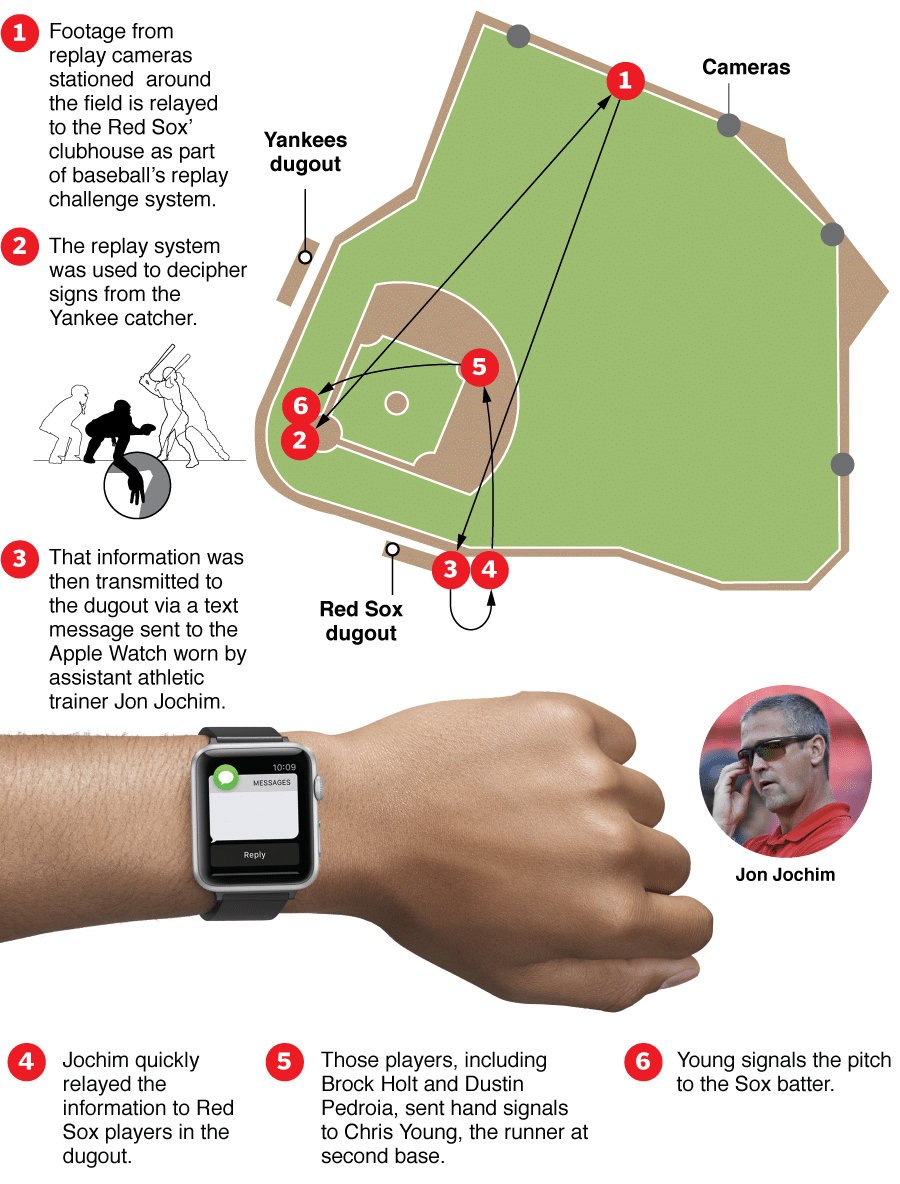 1
Footage from
replay cameras
stationed around
the field is relayed
to the Red Sox’
clubhouse as part
of baseball’s replay
challenge system.
2
The replay system
was used to decipher
signs from the
Yankee catcher.
Yankees
dugout
1
Cameras
5
6
2
3
4
Red Sox
dugout
3
That information was
then transmitted to
the dugout via a text
message sent to the
Apple Watch worn by
assistant athletic
trainer Jon Jochim.
10:09
MESSAGES
Reply
Jon Jochim
4
Jochim quickly
relayed the
information to Red
Sox players in the
dugout.
5
Those players, including
Brock Holt and Dustin
Pedroia, sent hand signals
to Chris Young, the runner at
second base.
6
Young signals the pitch
to the Sox batter.